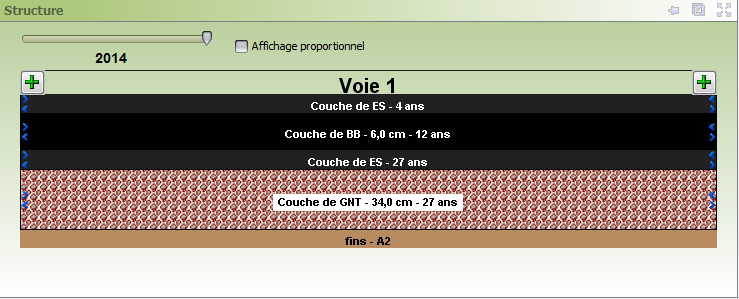 Structure
2014
Affichage proportionnel
Voie 1
Couche de ES - 4 ans
Couche de BB - 6,0 cm - 12 ans
Couche de ES - 27 ans
Couche de GNT - 34,0 cm - 27 ans
fins - A2